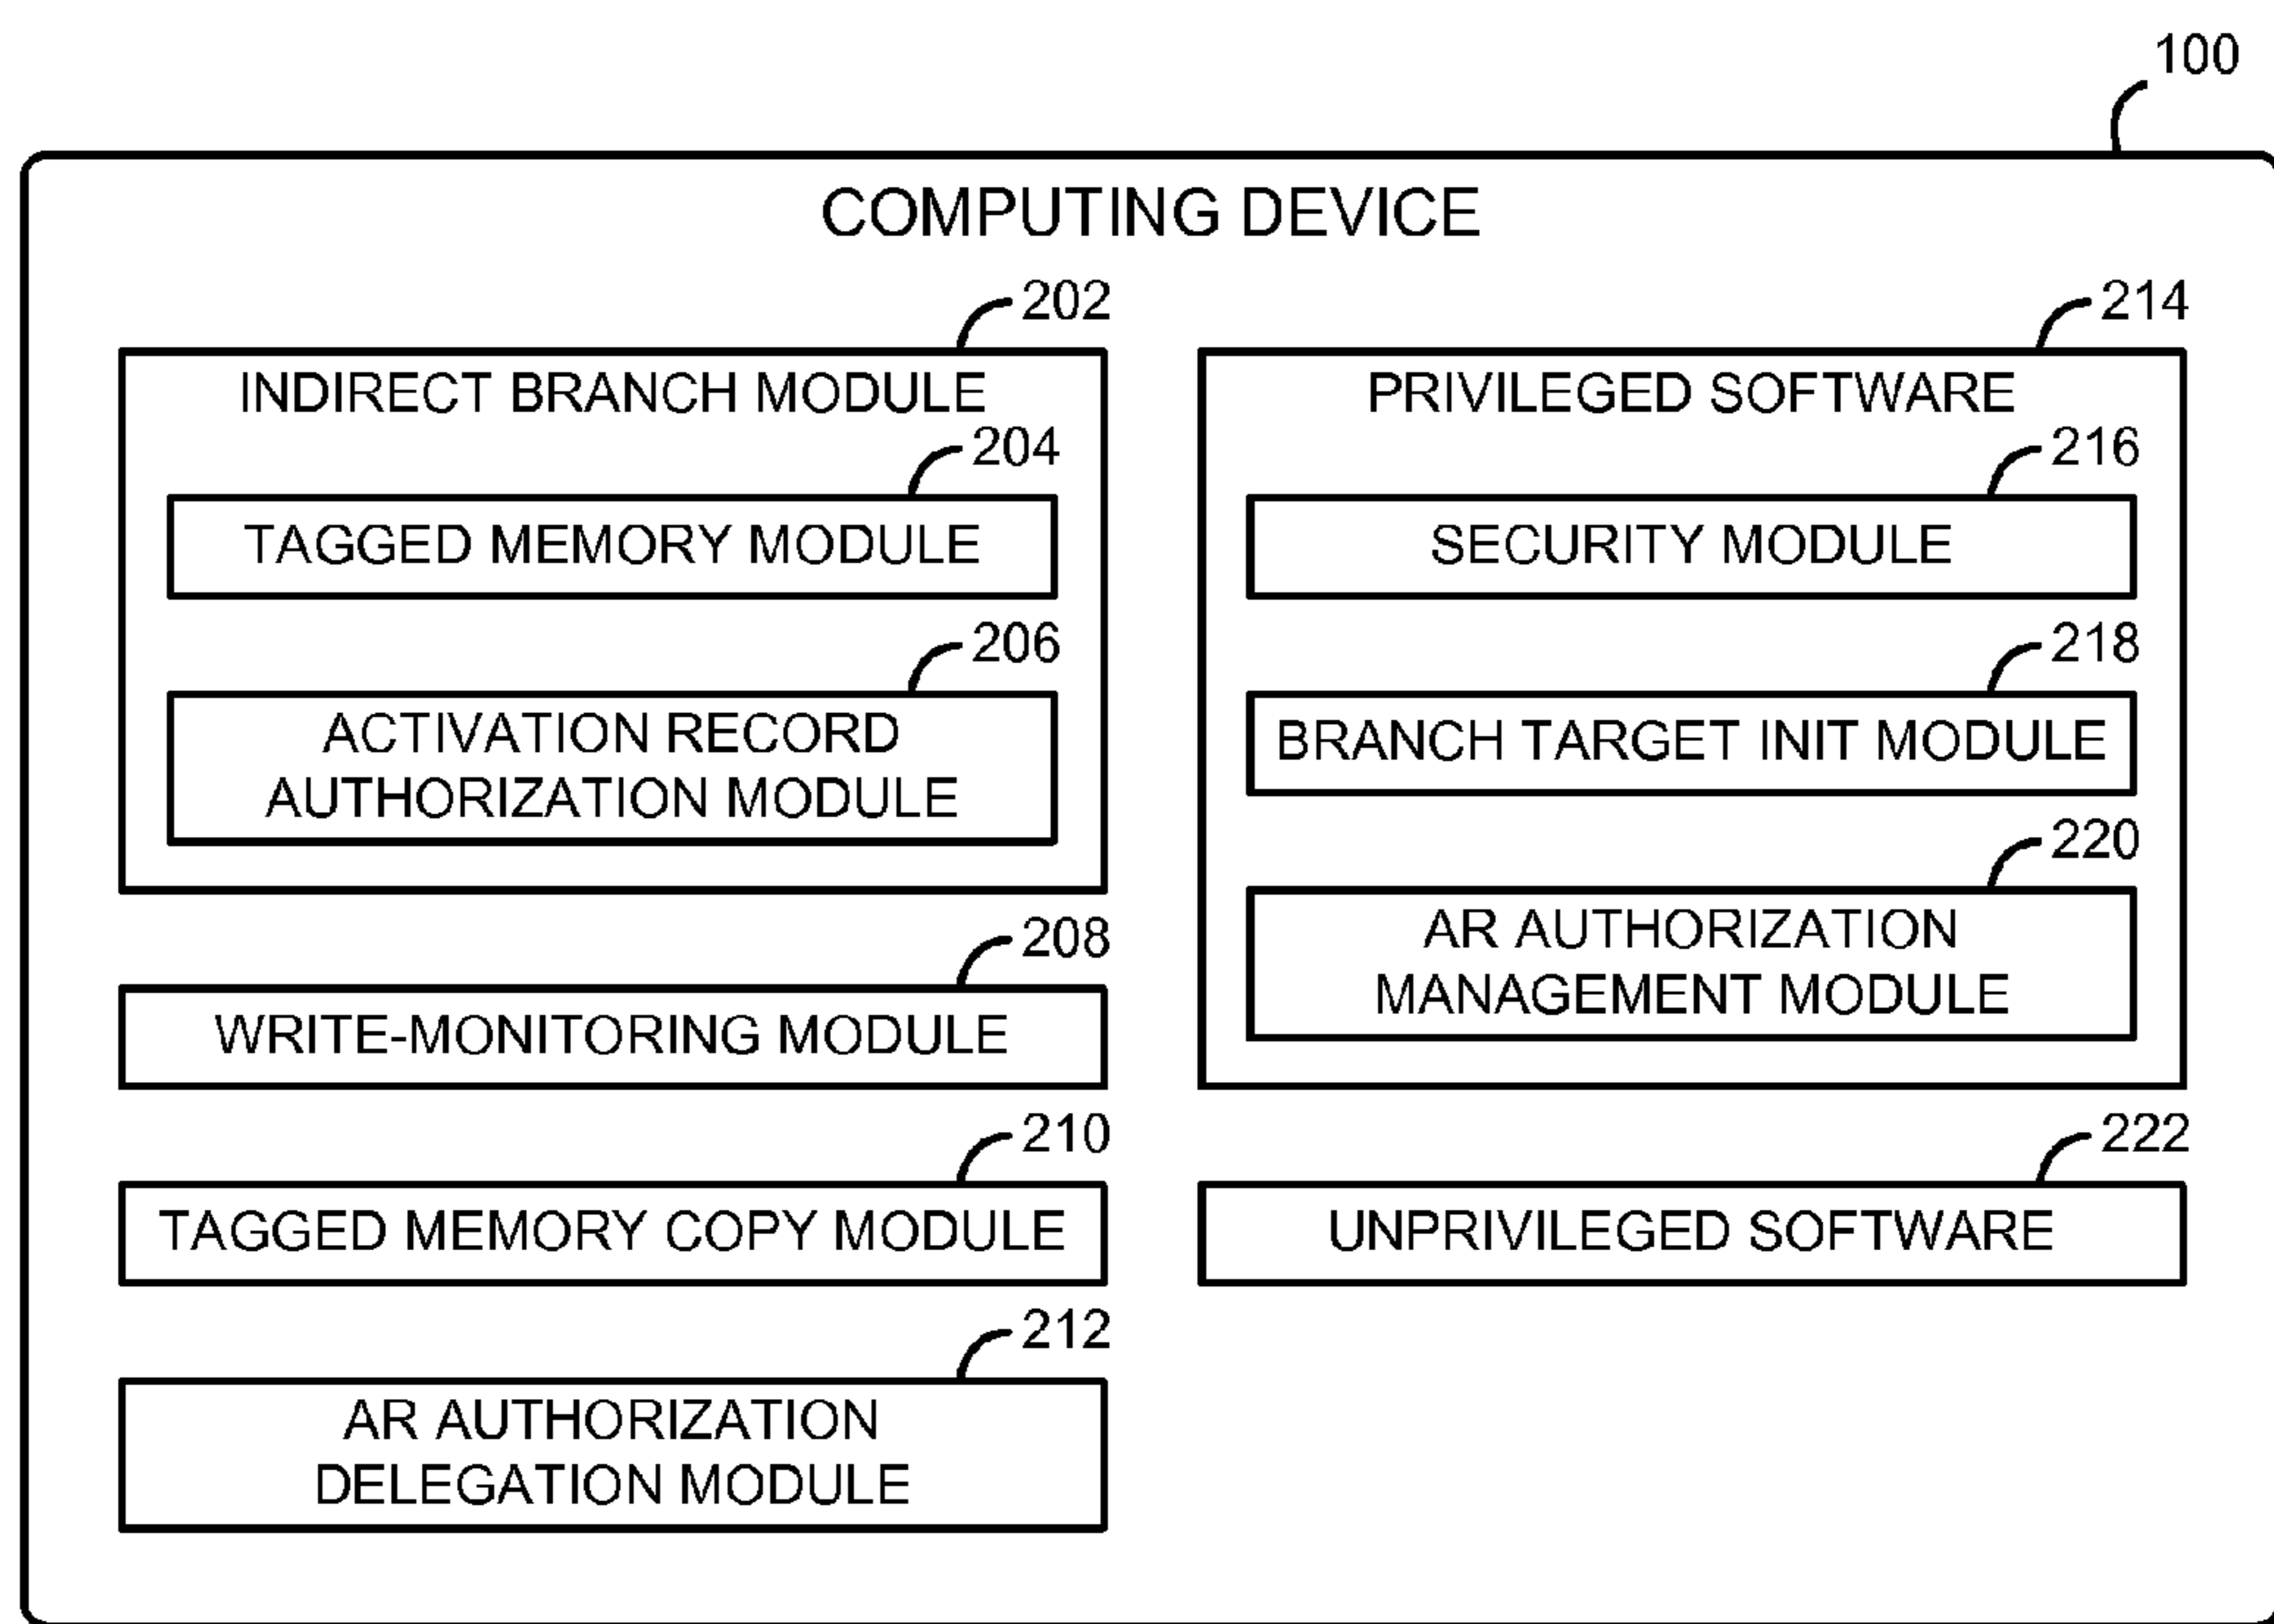 100
COMPUTING DEVICE
202
INDIRECT BRANCH MODULE
204
TAGGED MEMORY MODULE
206
ACTIVATION RECORD
AUTHORIZATION MODULE
208
WRITE-MONITORING MODULE
210
TAGGED MEMORY COPY MODULE
212
AR AUTHORIZATION
DELEGATION MODULE
214
PRIVILEGED SOFTWARE
216
SECURITY MODULE
218
BRANCH TARGET INIT MODULE
220
AR AUTHORIZATION
MANAGEMENT MODULE
222
UNPRIVILEGED SOFTWARE